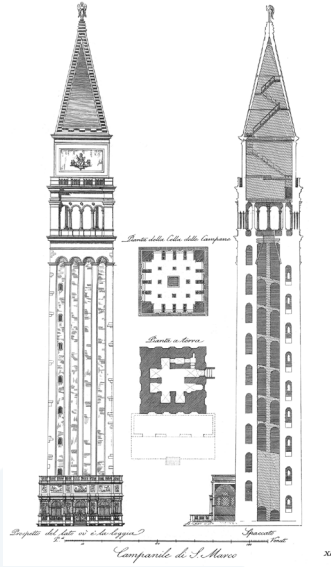 Pianta della Cella delle Campane
Pianta a terra
Prospetto del lato ov'è la loggia
Spaccato
Campanile di S. Marco